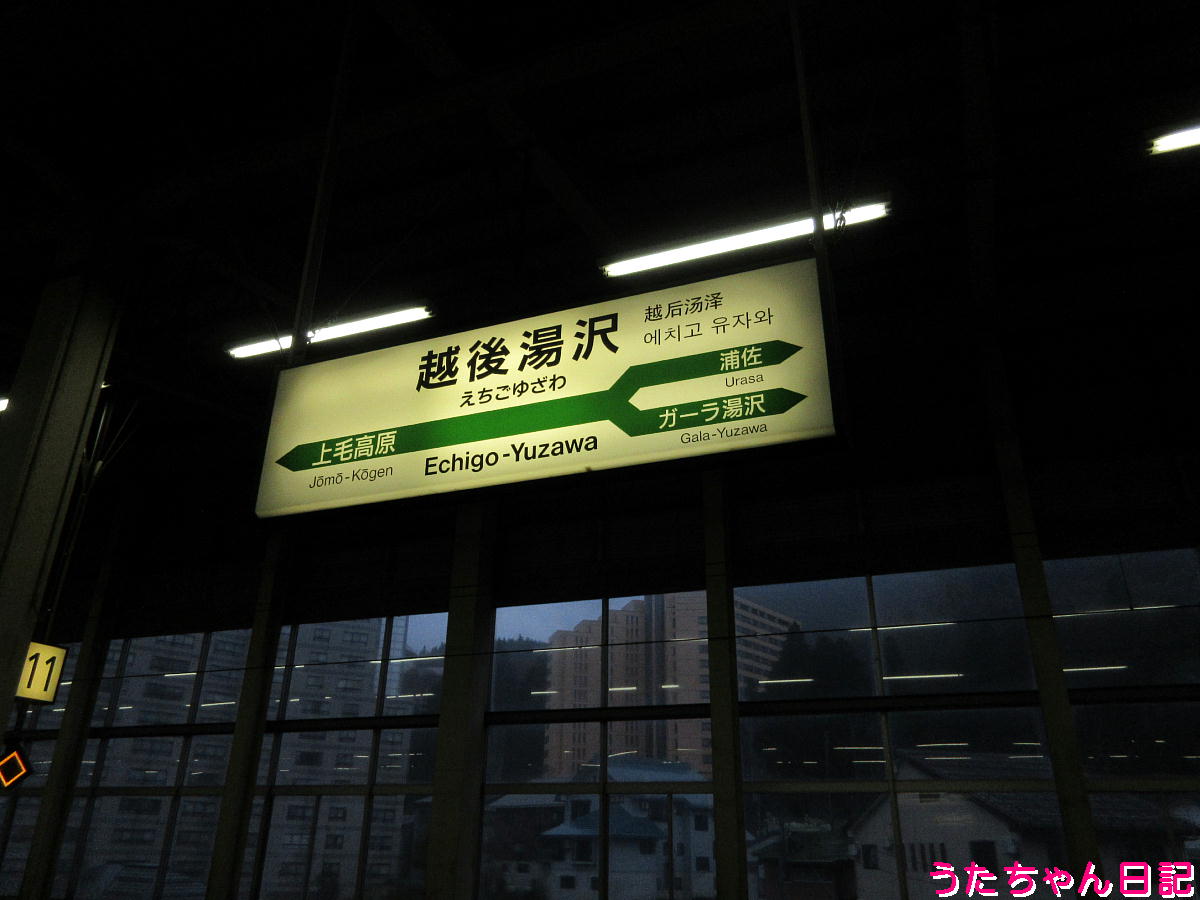 越後湯沢
えちごゆざわ
越后汤泽
에치고 유자와
浦佐
Urasa
ガーラ湯沢
Gala-Yuzawa
上毛高原
Jōmō-Kōgen
Echigo-Yuzawa
11
うたちゃん日記